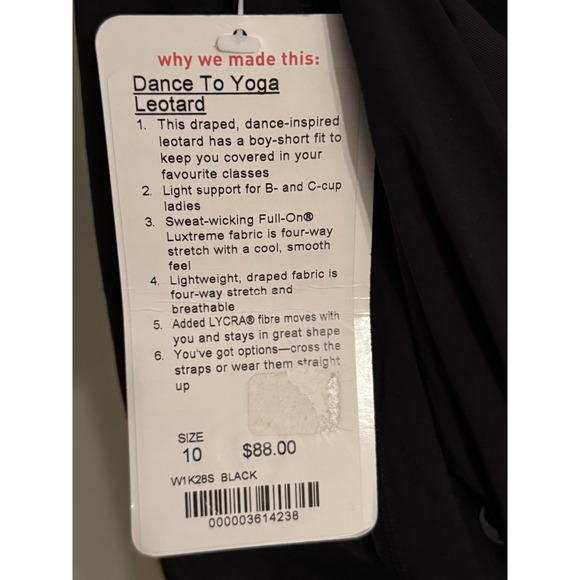 why we made this:
Dance To Yoga
Leotard
1. This draped, dance-inspired
leotard has a boy-short fit to
keep you covered in your
favourite classes
2. Light support for B- and C-cup
ladies
3. Sweat-wicking Full-On®
Luxtreme fabric is four-way
stretch with a cool, smooth
feel
4. Lightweight, draped fabric is
four-way stretch and
breathable
5. Added LYCRA® fibre moves with
you and stays in great shape
6. You've got options—cross the
straps or wear them straight
up
SIZE
10 $88.00
W1K28S BLACK
000003614238